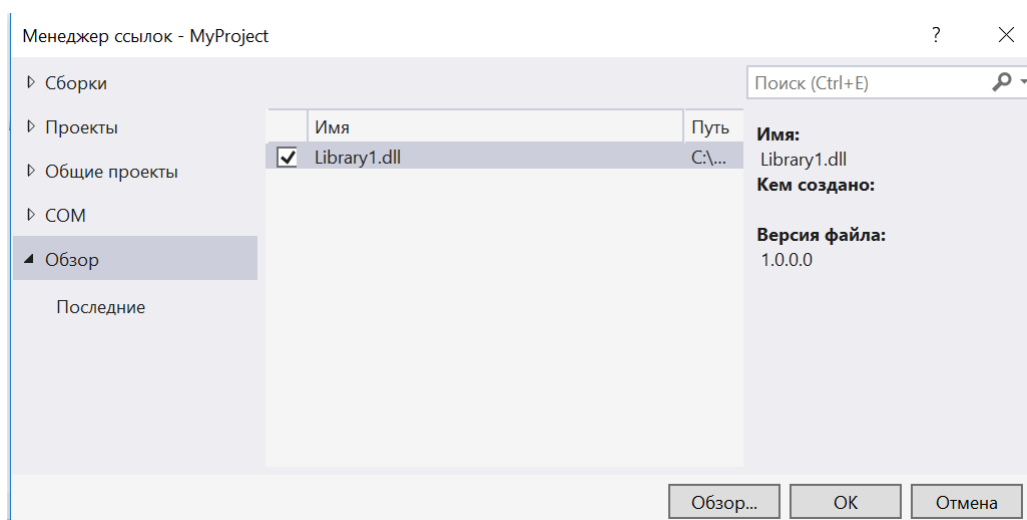 Менеджер ссылок - MyProject
?
Сборки
Проекты
Общие проекты
COM
Обзор
Последние
Имя Путь
Library1.dll C:\...
Поиск (Ctrl+E)
Имя:
Library1.dll
Кем создано:
Версия файла:
1.0.0.0
Обзор... ОК Отмена